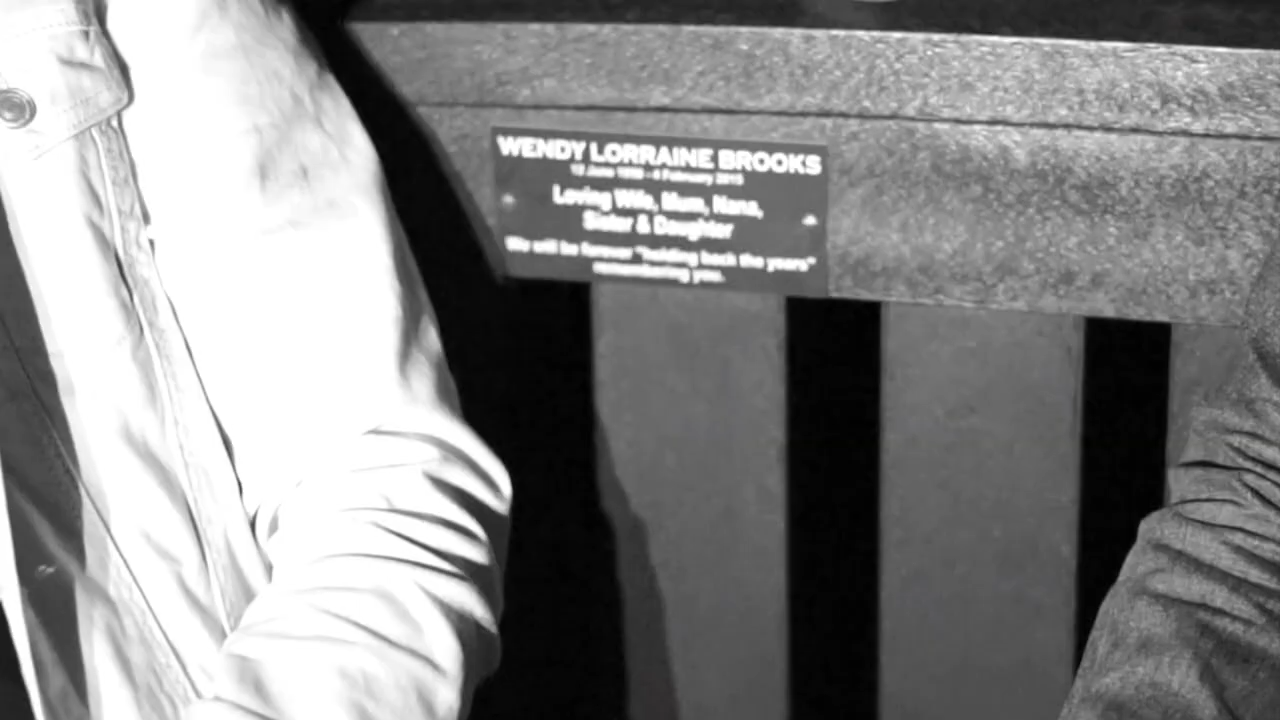 WENDY LORRAINE BROOKS
February
Loving Wife, Mum, Nana,
Sister & Daughter
We will be forever "holding back the years"
remembering you.